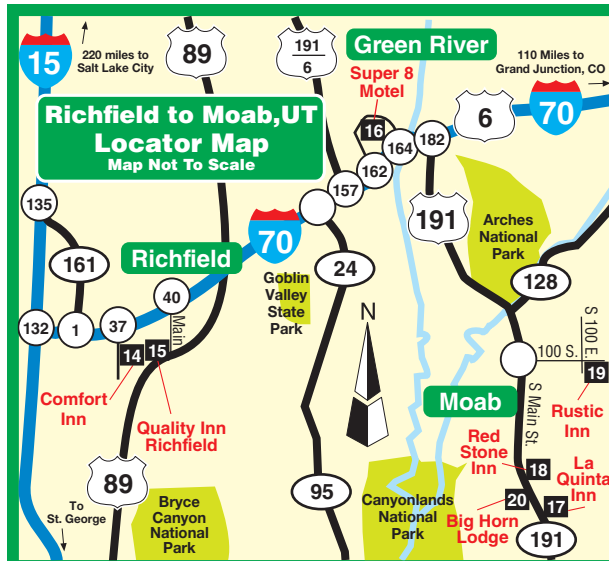 15
220 miles to
Salt Lake City
89
191
6
Green River
Super 8
Motel
110 Miles to
Grand Junction, CO
70
6
Richfield to Moab,UT
Locator Map
Map Not To Scale
16
164
182
162
157
135
191
Arches
National
Park
161
Richfield
70
24
128
Goblin
Valley
State
Park
40
Main
N
132
1
37
14
15
100 S.
S 100 E.
19
Comfort
Inn
Quality Inn
Richfield
Moab
S Main St.
Rustic
Inn
Red
Stone
Inn
18
La
Quinta
Inn
89
95
20
17
Big Horn
Lodge
To
St. George
Bryce
Canyon
National
Park
Canyonlands
National
Park
191